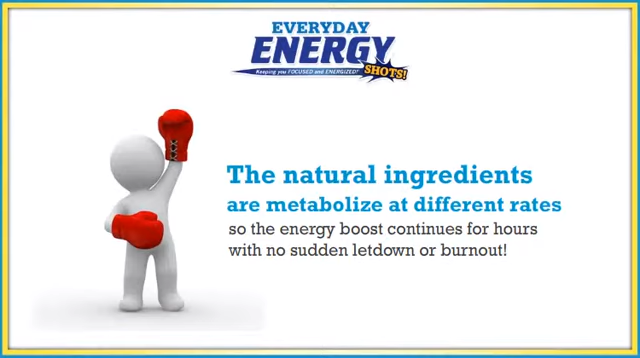 EVERYDAY
ENERGY
SHOTS!
Keeping you FOCUSED and ENERGIZED!
The natural ingredients
are metabolize at different rates
so the energy boost continues for hours
with no sudden letdown or burnout!